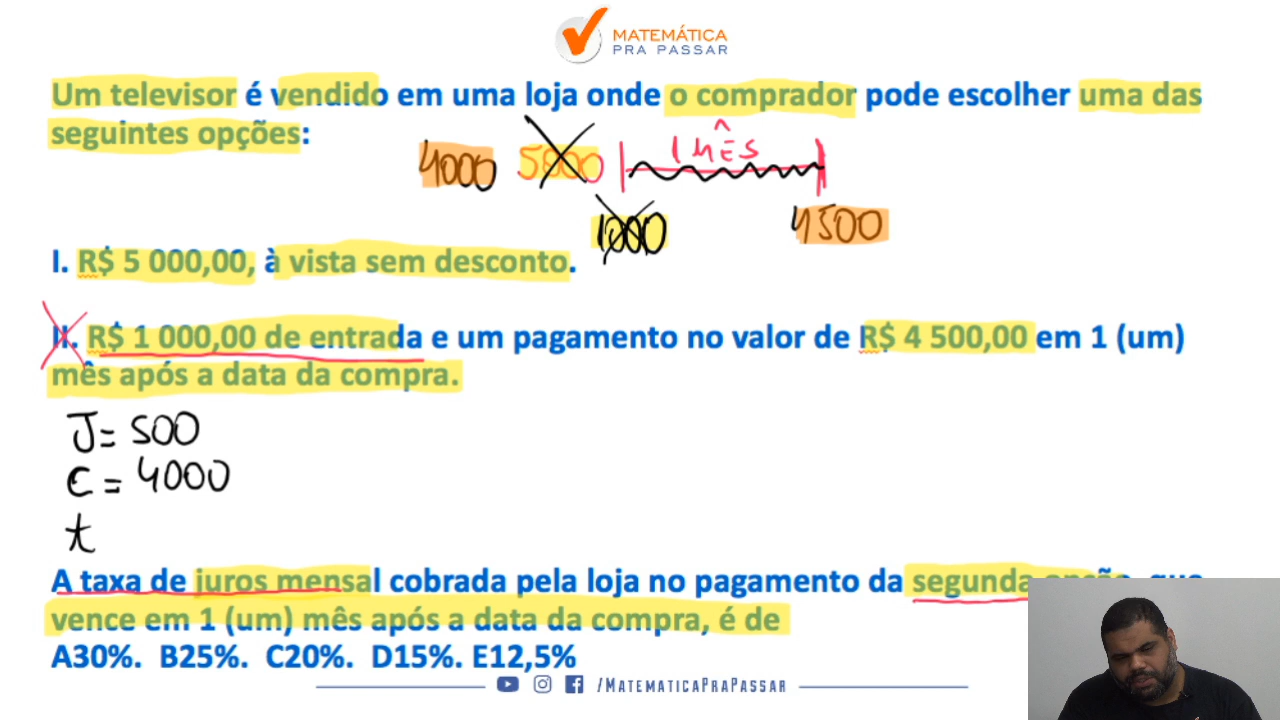 MATEMÁTICA
PRA PASSAR
Um televisor é vendido em uma loja onde o comprador pode escolher uma das
seguintes opções:
4000 5000 1 MÊS
1000 4500
I. R$ 5 000,00, à vista sem desconto.
II. R$ 1 000,00 de entrada e um pagamento no valor de R$ 4 500,00 em 1 (um)
mês após a data da compra.
J = 500
C = 4000
t
A taxa de juros mensal cobrada pela loja no pagamento da segunda opção, que
vence em 1 (um) mês após a data da compra, é de
A30%. B25%. C20%. D15%. E12,5%
/MATEMATICAPRAPASSAR